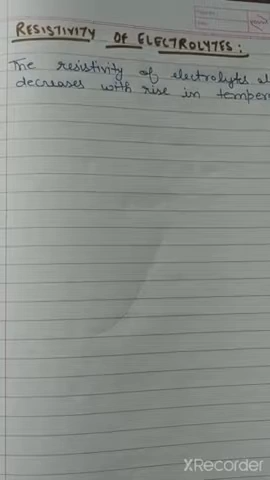 RESISTIVITY OF ELECTROLYTES:
The resistivity of electrolytes
decreases with rise in temper
XRecorder